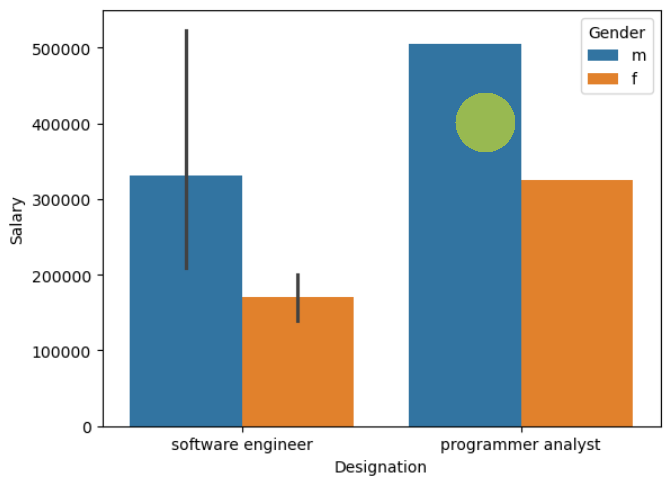 Gender
m
f
500000
400000
300000
200000
100000
0
Salary
software engineer
programmer analyst
Designation